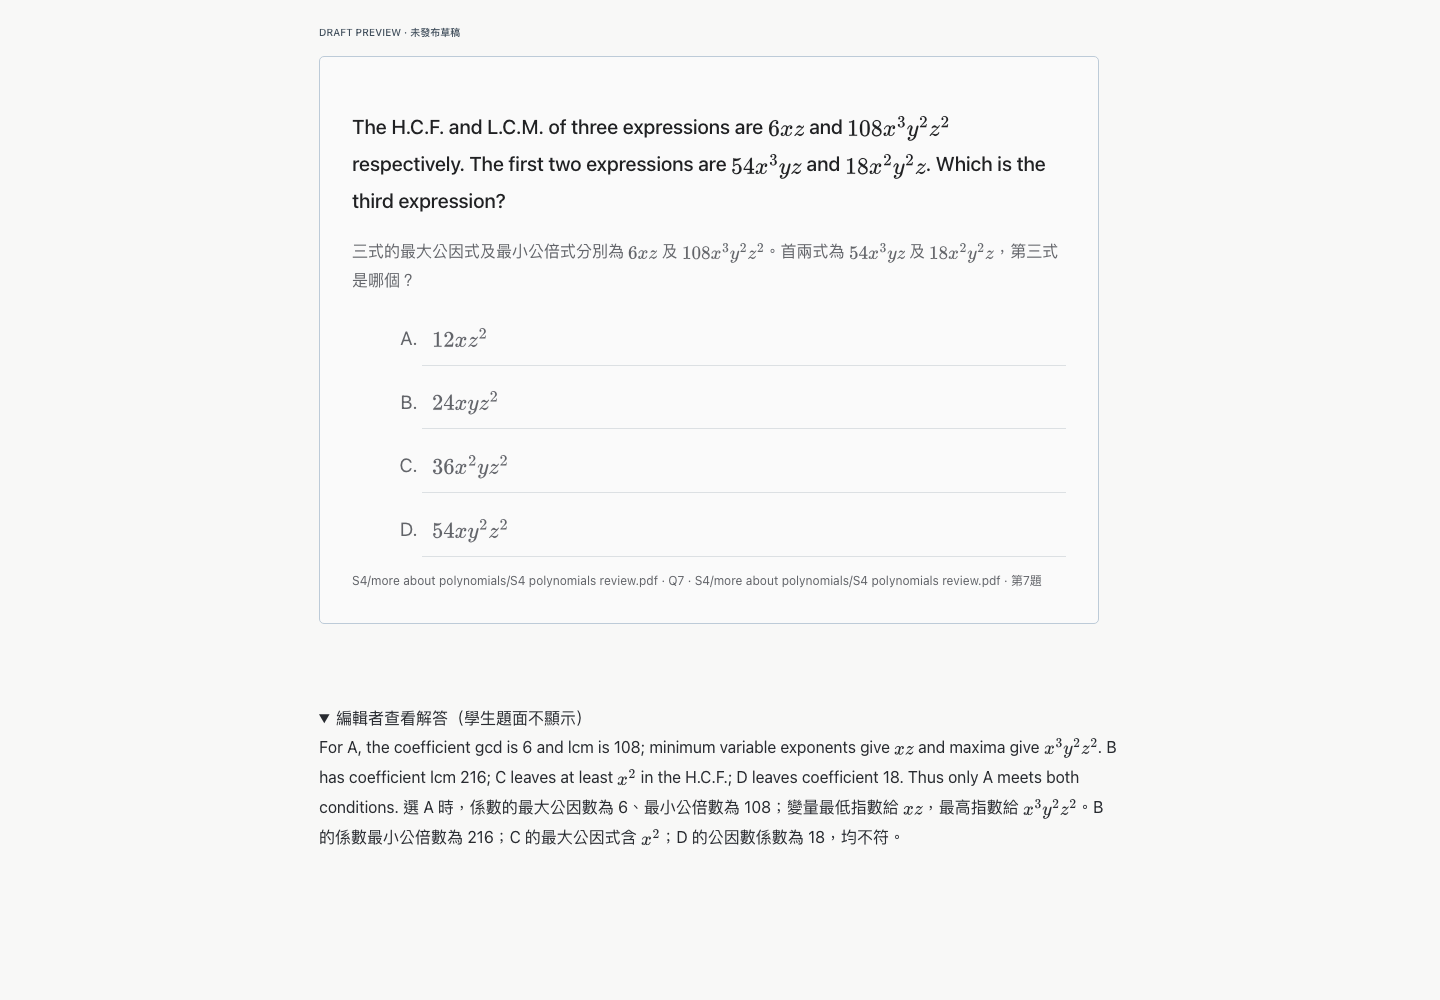 DRAFT PREVIEW · 未發布草稿
The H.C.F. and L.C.M. of three expressions are 6xz and 108x³y²z²
respectively. The first two expressions are 54x³yz and 18x²y²z. Which is the
third expression?
三式的最大公因式及最小公倍式分別為 6xz 及 108x³y²z²。首兩式為 54x³yz 及 18x²y²z，第三式
是哪個？
A. 12xz²
B. 24xyz²
C. 36x²yz²
D. 54xy²z²
S4/more about polynomials/S4 polynomials review.pdf · Q7 · S4/more about polynomials/S4 polynomials review.pdf · 第7題
▼ 編輯者查看解答（學生題面不顯示）
For A, the coefficient gcd is 6 and lcm is 108; minimum variable exponents give xz and maxima give x³y²z². B
has coefficient lcm 216; C leaves at least x² in the H.C.F.; D leaves coefficient 18. Thus only A meets both
conditions. 選 A 時，係數的最大公因數為 6、最小公倍數為 108；變量最低指數給 xz，最高指數給 x³y²z²。B
的係數最小公倍數為 216；C 的最大公因式含 x²；D 的公因數係數為 18，均不符。